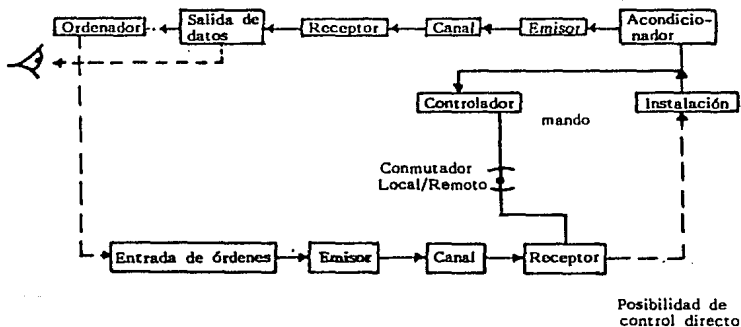 Ordenador
Salida de
datos
Receptor
Canal
Emisor
Acondicio-
nador
Controlador
mando
Instalación
Conmutador
Local/Remoto
Entrada de órdenes
Emisor
Canal
Receptor
Posibilidad de
control directo